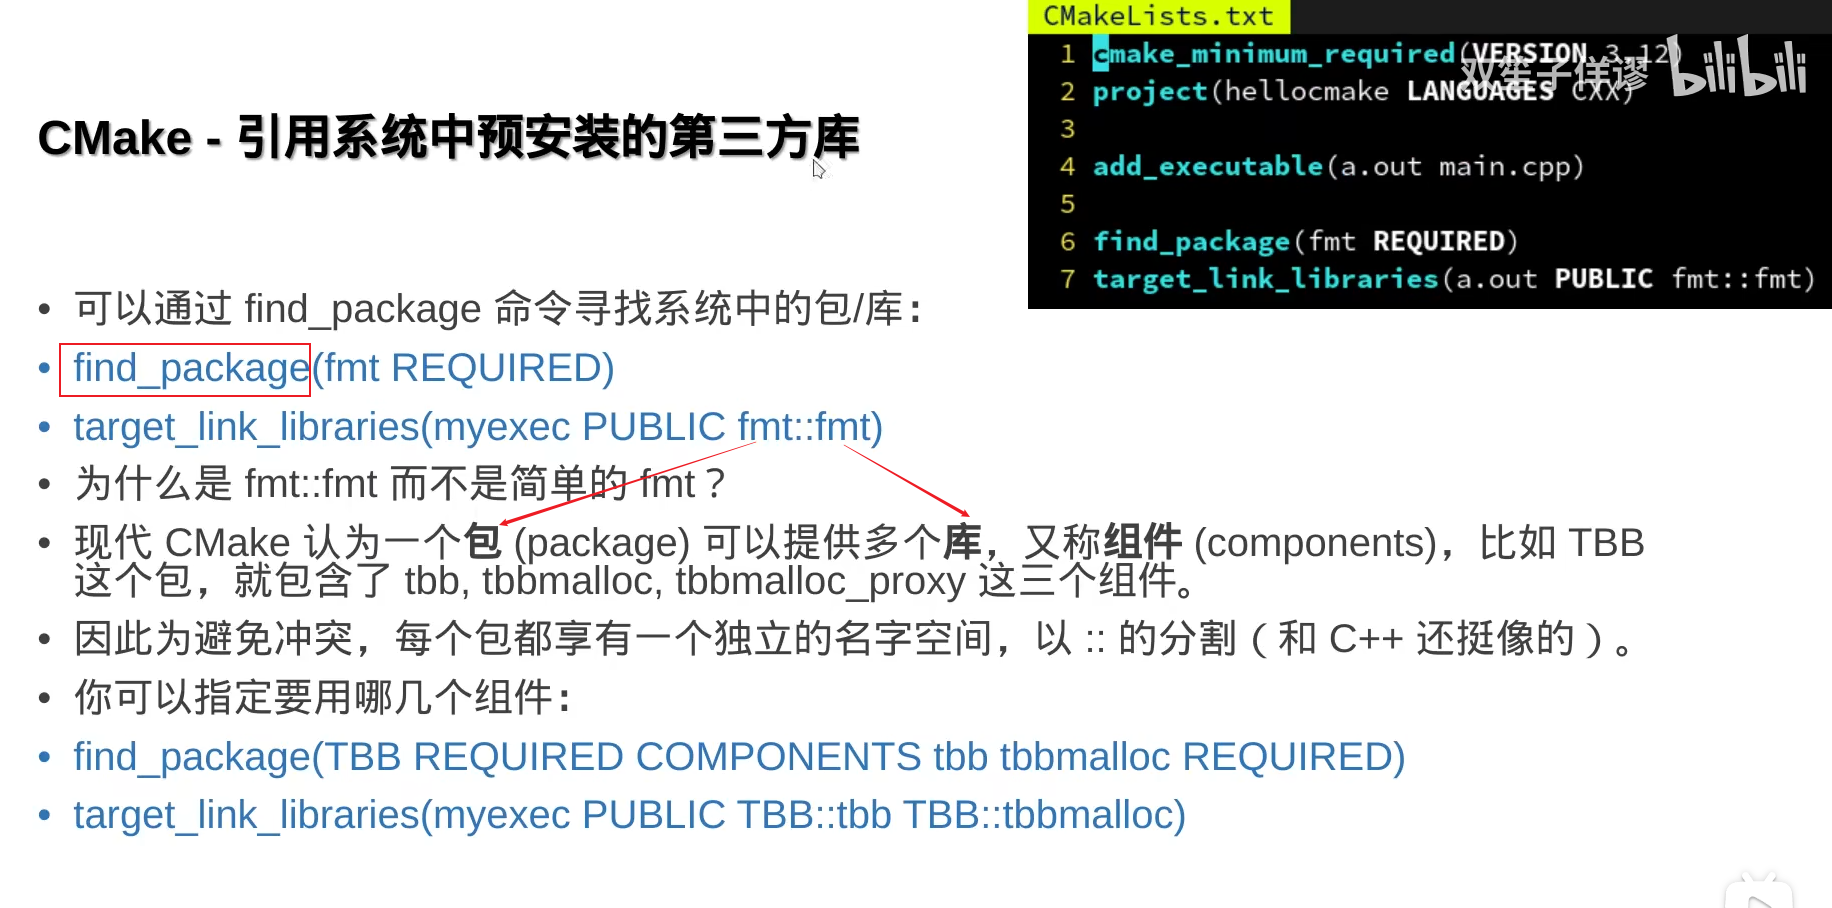 CMakeLists.txt
1 cmake_minimum_required(VERSION 3.12)
2 project(hellocmake LANGUAGES CXX)
3
4 add_executable(a.out main.cpp)
5
6 find_package(fmt REQUIRED)
7 target_link_libraries(a.out PUBLIC fmt::fmt)
双笙子佯谬 bilibili
CMake - 引用系统中预安装的第三方库
• 可以通过 find_package 命令寻找系统中的包/库：
• find_package(fmt REQUIRED)
• target_link_libraries(myexec PUBLIC fmt::fmt)
• 为什么是 fmt::fmt 而不是简单的 fmt？
• 现代 CMake 认为一个包 (package) 可以提供多个库，又称组件 (components)，比如 TBB
这个包，就包含了 tbb, tbbmalloc, tbbmalloc_proxy 这三个组件。
• 因此为避免冲突，每个包都享有一个独立的名字空间，以 :: 的分割（和 C++ 还挺像的）。
• 你可以指定要用哪几个组件：
• find_package(TBB REQUIRED COMPONENTS tbb tbbmalloc REQUIRED)
• target_link_libraries(myexec PUBLIC TBB::tbb TBB::tbbmalloc)